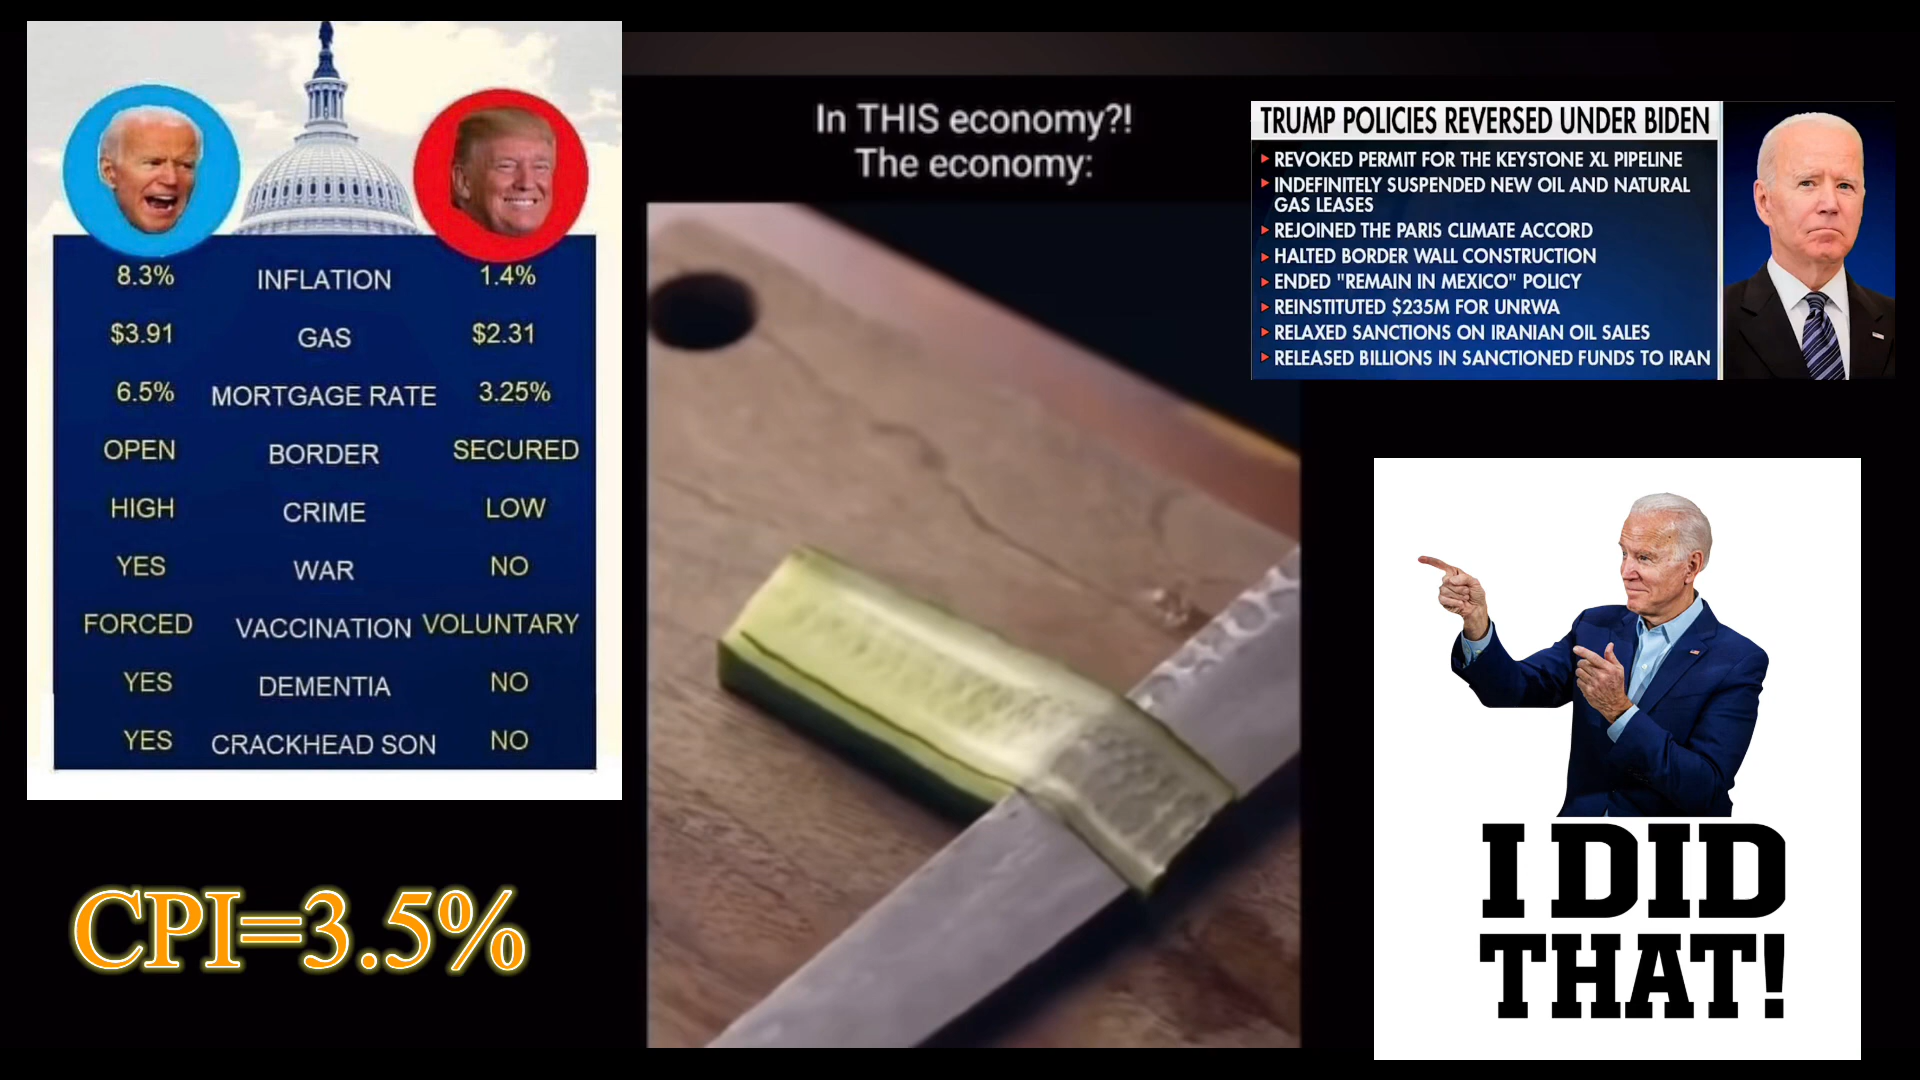 8.3% INFLATION 1.4%
$3.91 GAS $2.31
6.5% MORTGAGE RATE 3.25%
OPEN BORDER SECURED
HIGH CRIME LOW
YES WAR NO
FORCED VACCINATION VOLUNTARY
YES DEMENTIA NO
YES CRACKHEAD SON NO
CPI=3.5%
In THIS economy?!
The economy:
TRUMP POLICIES REVERSED UNDER BIDEN
REVOKED PERMIT FOR THE KEYSTONE XL PIPELINE
INDEFINITELY SUSPENDED NEW OIL AND NATURAL
GAS LEASES
REJOINED THE PARIS CLIMATE ACCORD
HALTED BORDER WALL CONSTRUCTION
ENDED "REMAIN IN MEXICO" POLICY
REINSTITUTED $235M FOR UNRWA
RELAXED SANCTIONS ON IRANIAN OIL SALES
RELEASED BILLIONS IN SANCTIONED FUNDS TO IRAN
I DID
THAT!